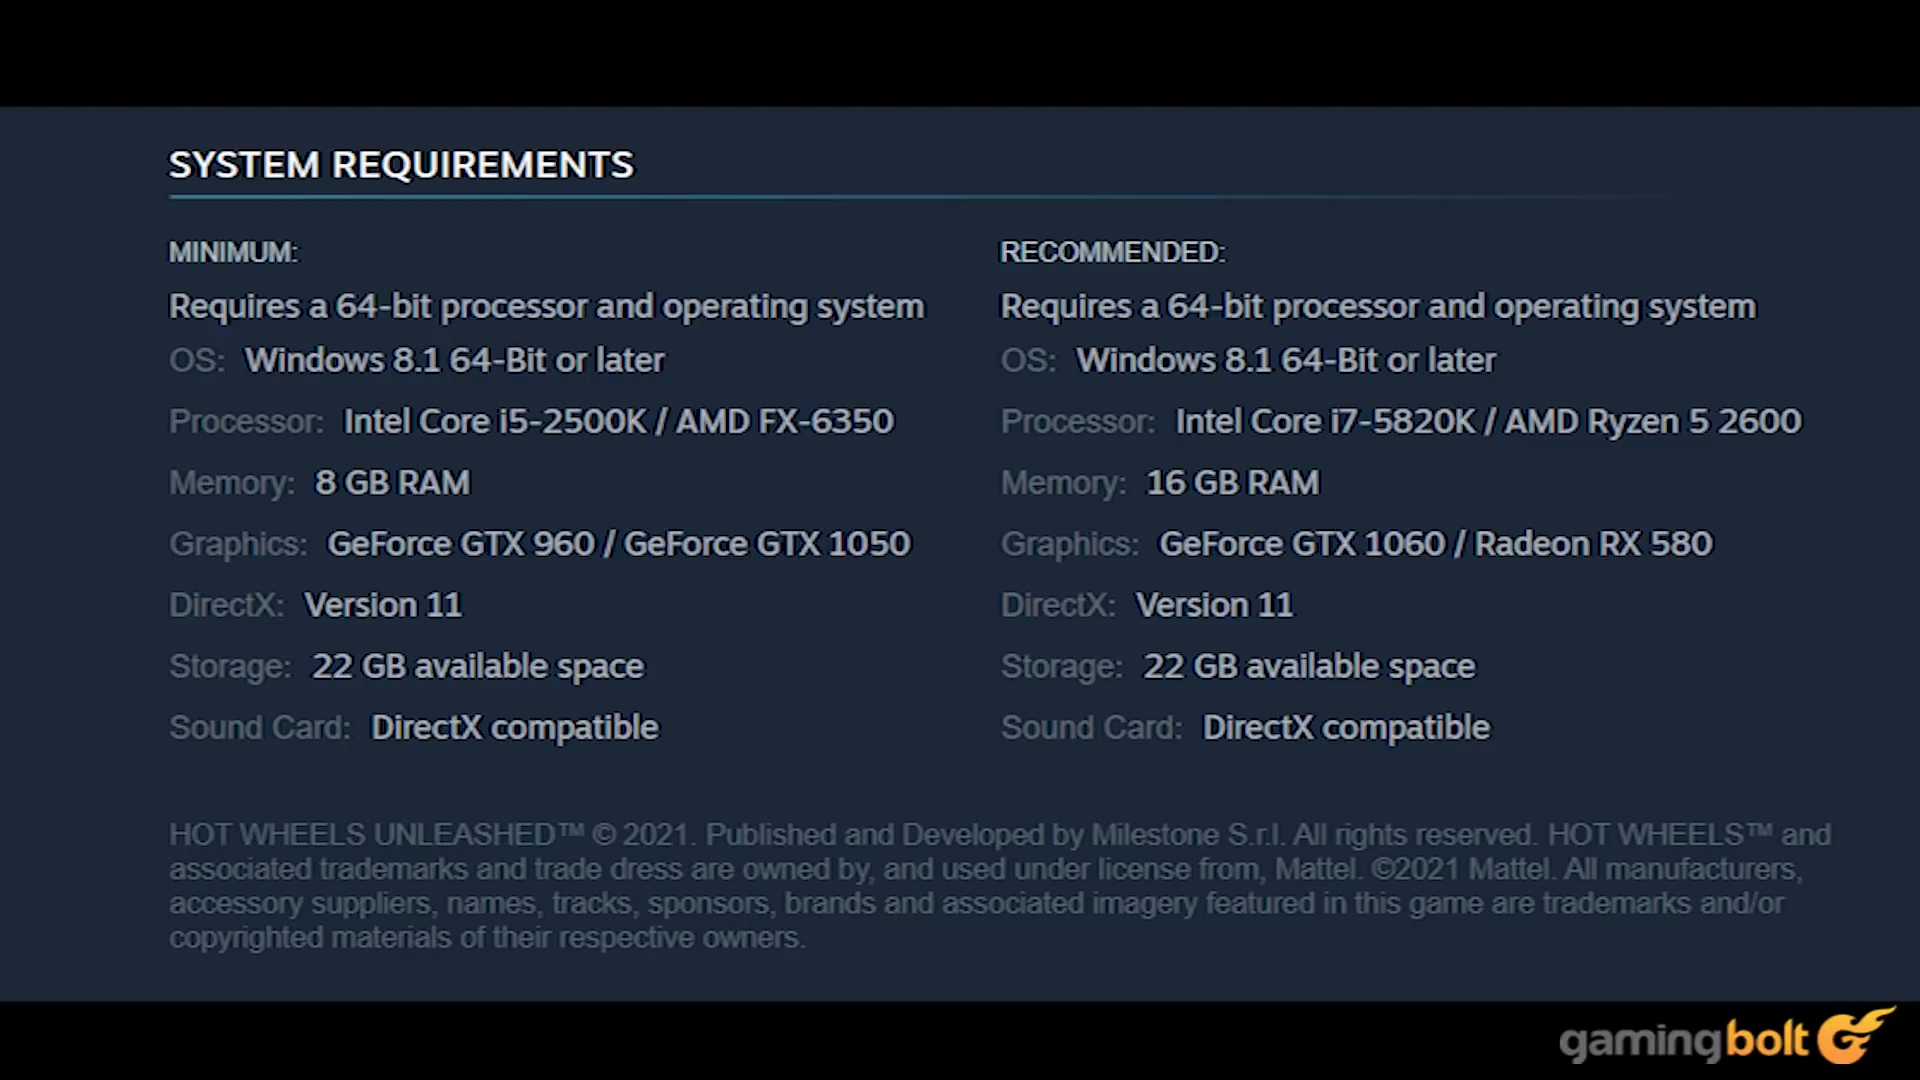 SYSTEM REQUIREMENTS
MINIMUM:
Requires a 64-bit processor and operating system
OS: Windows 8.1 64-Bit or later
Processor: Intel Core i5-2500K / AMD FX-6350
Memory: 8 GB RAM
Graphics: GeForce GTX 960 / GeForce GTX 1050
DirectX: Version 11
Storage: 22 GB available space
Sound Card: DirectX compatible
RECOMMENDED:
Requires a 64-bit processor and operating system
OS: Windows 8.1 64-Bit or later
Processor: Intel Core i7-5820K / AMD Ryzen 5 2600
Memory: 16 GB RAM
Graphics: GeForce GTX 1060 / Radeon RX 580
DirectX: Version 11
Storage: 22 GB available space
Sound Card: DirectX compatible
HOT WHEELS UNLEASHED™ © 2021. Published and Developed by Milestone S.r.l. All rights reserved. HOT WHEELS™ and
associated trademarks and trade dress are owned by, and used under license from, Mattel. ©2021 Mattel. All manufacturers,
accessory suppliers, names, tracks, sponsors, brands and associated imagery featured in this game are trademarks and/or
copyrighted materials of their respective owners.
gamingbolt